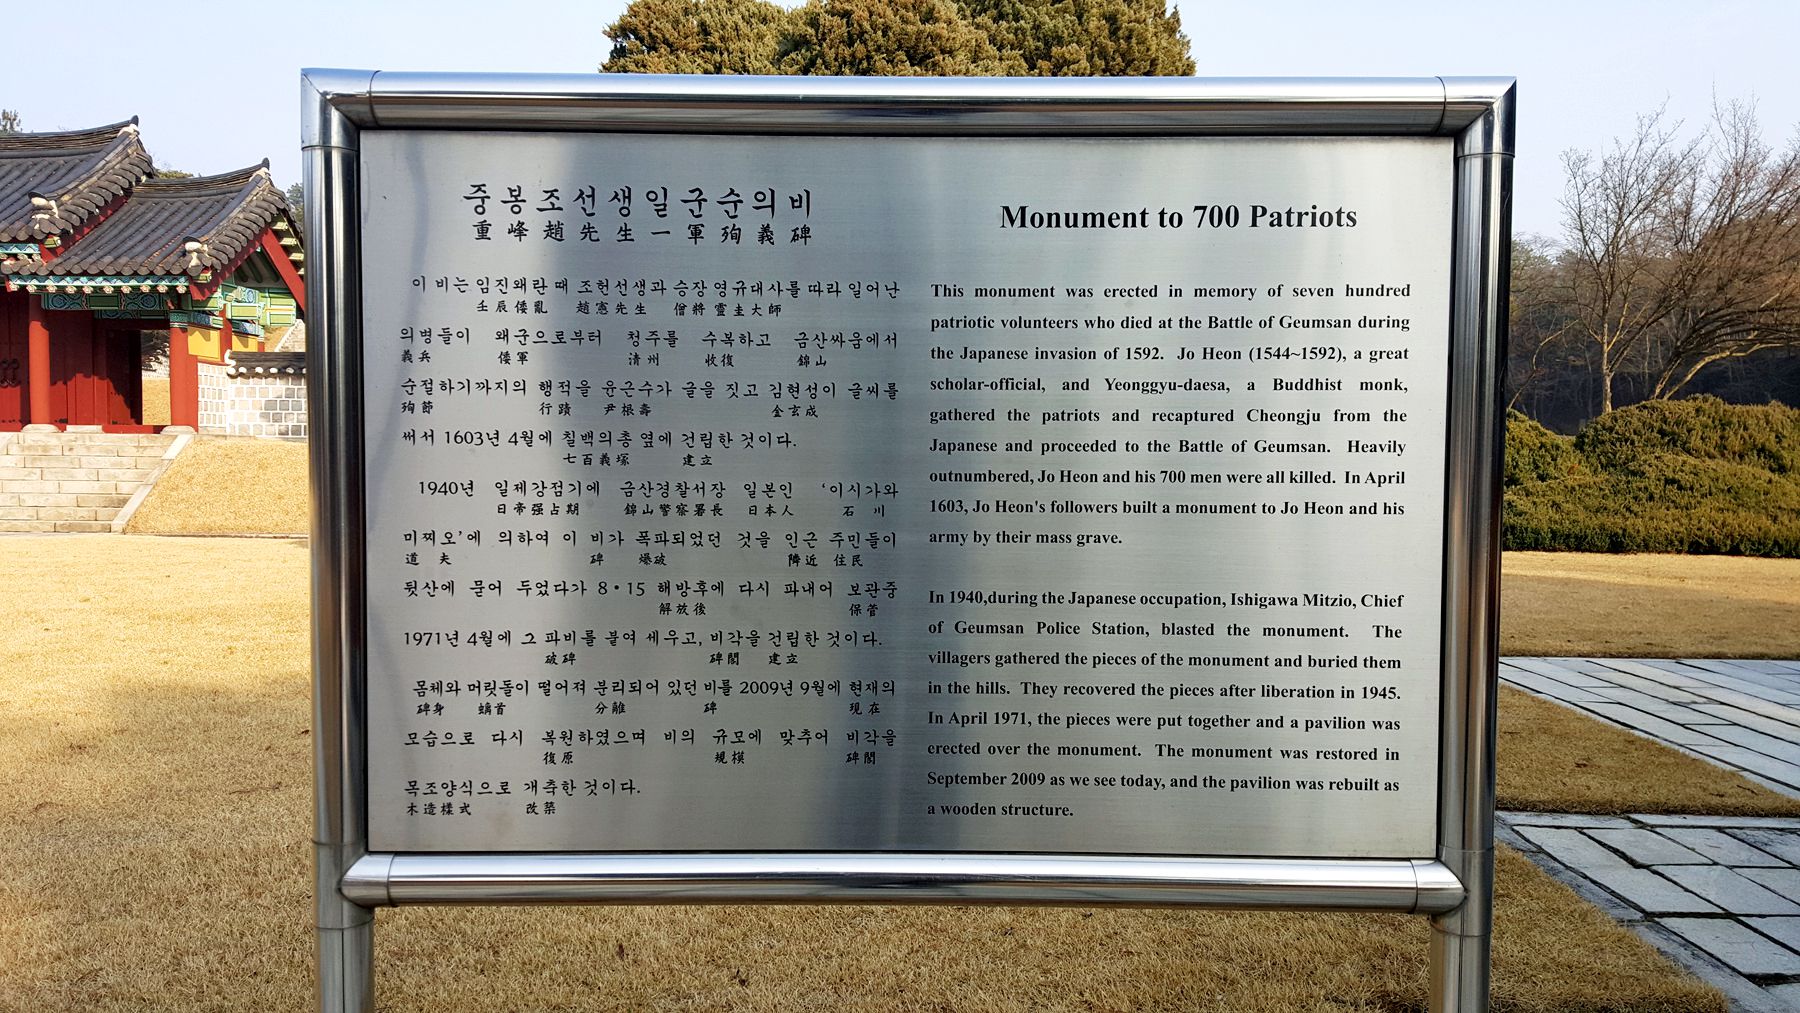 중봉조선생일군순의비
重峰趙先生一軍殉義碑
이 비는 임진왜란 때 조헌선생과 승장 영규대사를 따라 일어난
壬辰倭亂 趙憲先生 僧將 靈圭大師
의병들이 왜군으로부터 청주를 수복하고 금산싸움에서
義兵 倭軍 清州 收復 錦山
순절하기까지의 행적을 윤근수가 글을 짓고 김현성이 글씨를
殉節 行蹟 尹根壽 金玄成
써서 1603년 4월에 칠백의총 옆에 건립한 것이다.
七百義塚 建立
1940년 일제강점기에 금산경찰서장 일본인 ‘이시가와
日帝强占期 錦山警察署長 日本人 石川
미찌오’에 의하여 이 비가 폭파되었던 것을 인근 주민들이
道夫 碑 爆破 隣近 住民
뒷산에 묻어 두었다가 8·15 해방후에 다시 파내어 보관중
解放後 保管
1971년 4월에 그 파비를 붙여 세우고, 비각을 건립한 것이다.
破碑 碑閣 建立
몸체와 머릿돌이 떨어져 분리되어 있던 비를 2009년 9월에 현재의
碑身 螭首 分離 碑 現在
모습으로 다시 복원하였으며 비의 규모에 맞추어 비각을
復原 規模 碑閣
목조양식으로 개축한 것이다.
木造樣式 改築
Monument to 700 Patriots
This monument was erected in memory of seven hundred
patriotic volunteers who died at the Battle of Geumsan during
the Japanese invasion of 1592. Jo Heon (1544~1592), a great
scholar-official, and Yeonggyu-daesa, a Buddhist monk,
gathered the patriots and recaptured Cheongju from the
Japanese and proceeded to the Battle of Geumsan. Heavily
outnumbered, Jo Heon and his 700 men were all killed. In April
1603, Jo Heon's followers built a monument to Jo Heon and his
army by their mass grave.
In 1940,during the Japanese occupation, Ishigawa Mitzio, Chief
of Geumsan Police Station, blasted the monument. The
villagers gathered the pieces of the monument and buried them
in the hills. They recovered the pieces after liberation in 1945.
In April 1971, the pieces were put together and a pavilion was
erected over the monument. The monument was restored in
September 2009 as we see today, and the pavilion was rebuilt as
a wooden structure.